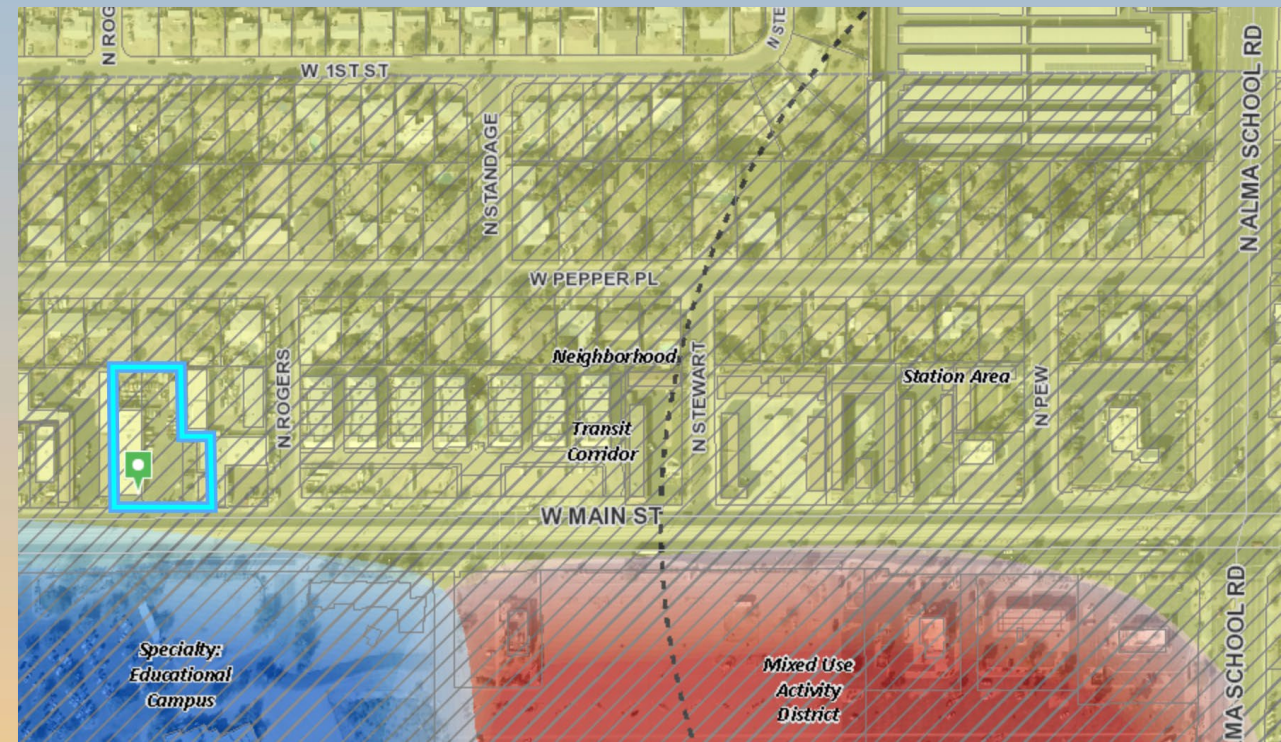 N ROG
N STE
W 1ST ST
N ALMA SCHOOL RD
N STANDAGE
W PEPPER PL
Neighborhood
N ROGERS
N STEWART
Station Area
N PEW
Transit
Corridor
W MAIN ST
MA SCHOOL RD
Specialty:
Educational
Campus
Mixed Use
Activity
District